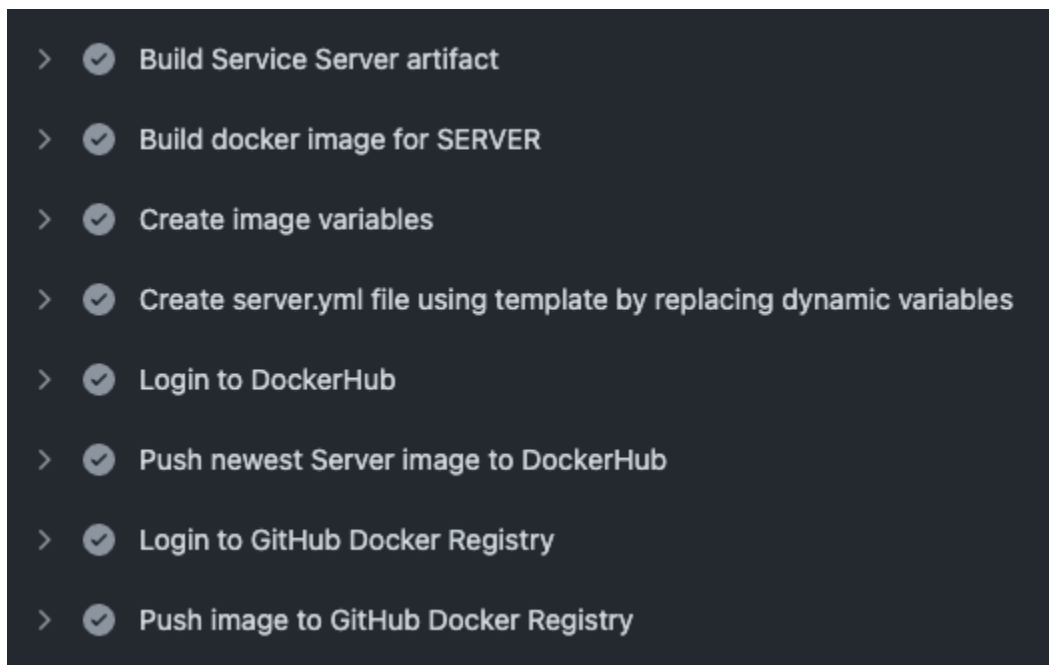 Build Service Server artifact
Build docker image for SERVER
Create image variables
Create server.yml file using template by replacing dynamic variables
Login to DockerHub
Push newest Server image to DockerHub
Login to GitHub Docker Registry
Push image to GitHub Docker Registry